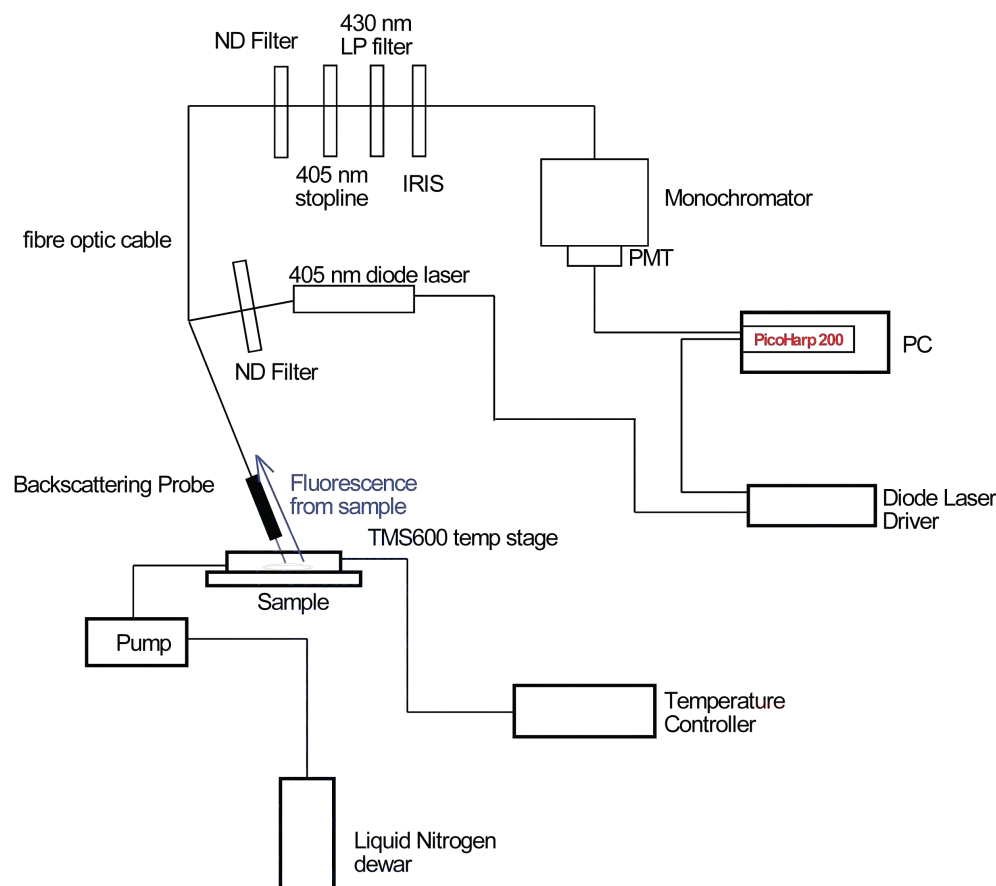 430 nm
LP filter
ND Filter
405 nm
stopline
IRIS
Monochromator
PMT
fibre optic cable
405 nm diode laser
PicoHarp 200
PC
ND Filter
Backscattering Probe
Fluorescence
from sample
Diode Laser
Driver
TMS600 temp stage
Sample
Pump
Temperature
Controller
Liquid Nitrogen
dewar